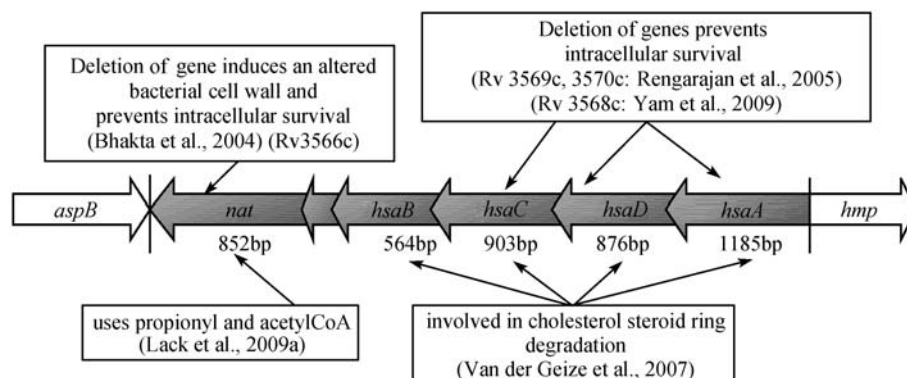 Deletion of gene induces an altered
bacterial cell wall and
prevents intracellular survival
(Bhakta et al., 2004) (Rv3566c)
Deletion of genes prevents
intracellular survival
(Rv 3569c, 3570c: Rengarajan et al., 2005)
(Rv 3568c: Yam et al., 2009)
aspB nat hsaB hsaC hsaD hsaA hmp
852bp 564bp 903bp 876bp 1185bp
uses propionyl and acetylCoA
(Lack et al., 2009a)
involved in cholesterol steroid ring
degradation
(Van der Geize et al., 2007)